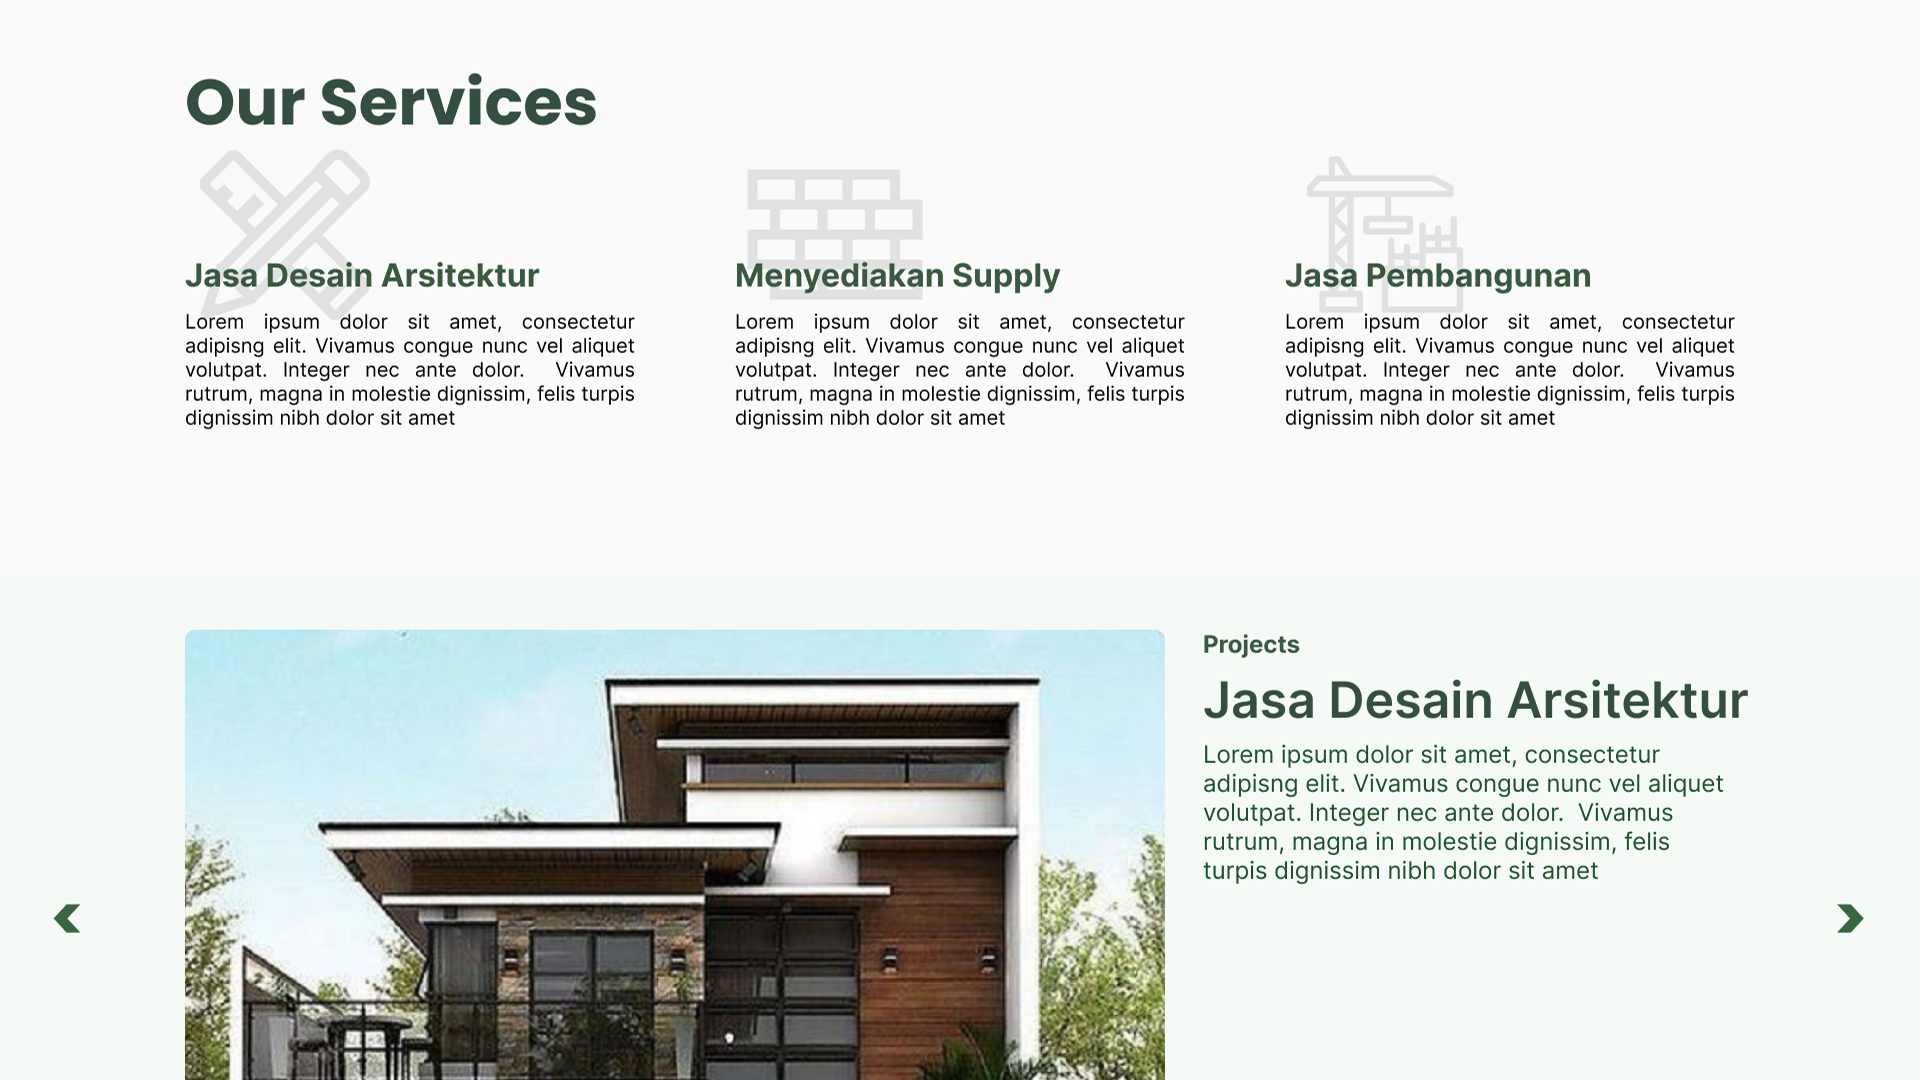 Our Services
Jasa Desain Arsitektur
Lorem ipsum dolor sit amet, consectetur
adipisng elit. Vivamus congue nunc vel aliquet
volutpat. Integer nec ante dolor.  Vivamus
rutrum, magna in molestie dignissim, felis turpis
dignissim nibh dolor sit amet
Menyediakan Supply
Lorem ipsum dolor sit amet, consectetur
adipisng elit. Vivamus congue nunc vel aliquet
volutpat. Integer nec ante dolor.  Vivamus
rutrum, magna in molestie dignissim, felis turpis
dignissim nibh dolor sit amet
Jasa Pembangunan
Lorem ipsum dolor sit amet, consectetur
adipisng elit. Vivamus congue nunc vel aliquet
volutpat. Integer nec ante dolor.  Vivamus
rutrum, magna in molestie dignissim, felis turpis
dignissim nibh dolor sit amet
Projects
Jasa Desain Arsitektur
Lorem ipsum dolor sit amet, consectetur
adipisng elit. Vivamus congue nunc vel aliquet
volutpat. Integer nec ante dolor.  Vivamus
rutrum, magna in molestie dignissim, felis
turpis dignissim nibh dolor sit amet